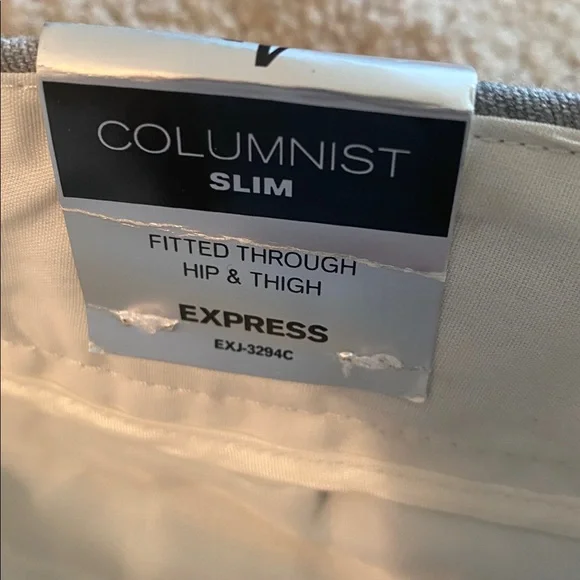 COLUMNIST
SLIM
FITTED THROUGH
HIP & THIGH
EXPRESS
EXJ-3294C